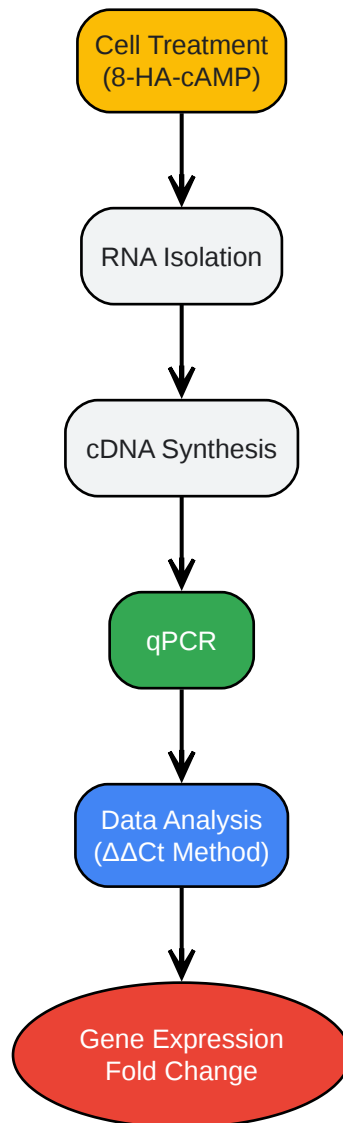 Cell Treatment
(8-HA-cAMP)
RNA Isolation
cDNA Synthesis
qPCR
Data Analysis
(ΔΔCt Method)
Gene Expression
Fold Change